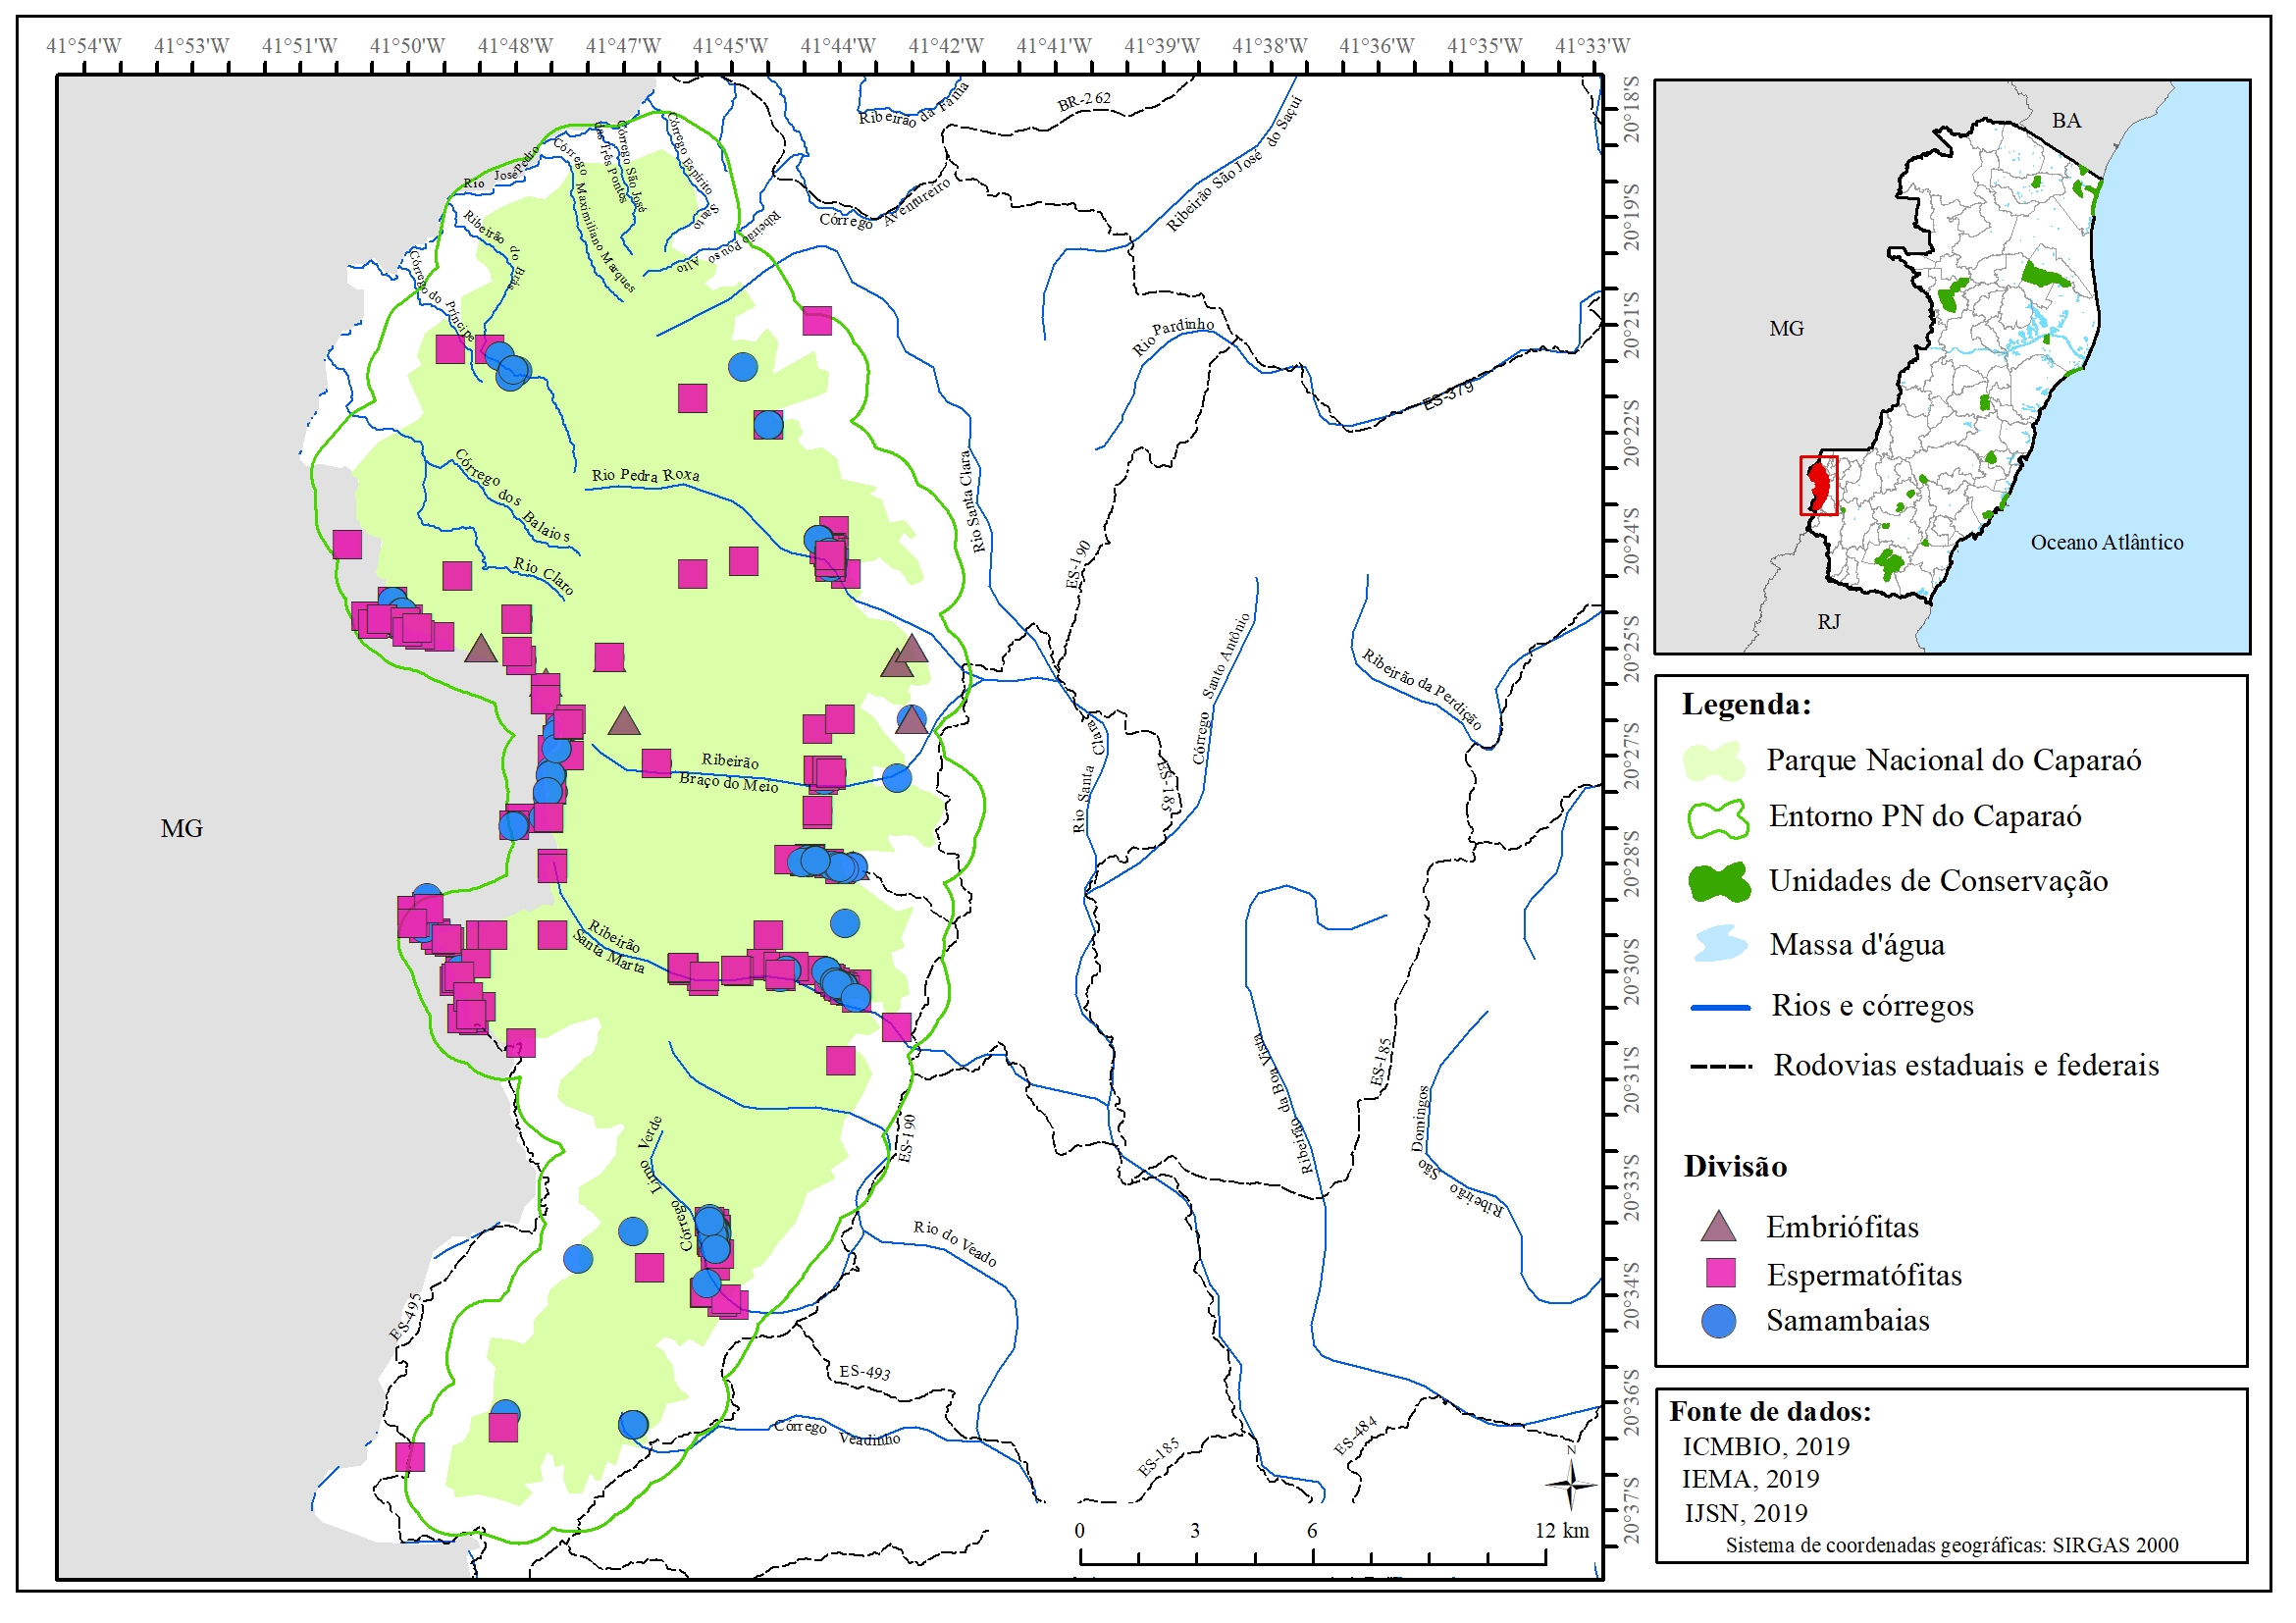 41°54'W 41°53'W 41°51'W 41°50'W 41°48'W 41°47'W 41°45'W 41°44'W 41°42'W 41°41'W 41°39'W 41°38'W 41°36'W 41°35'W 41°33'W
20°18'S
20°19'S
20°21'S
20°22'S
20°24'S
20°25'S
20°27'S
20°28'S
20°30'S
20°31'S
20°33'S
20°34'S
20°36'S
20°37'S
BR-262
Ribeirão da Fama
Ribeirão São José do Saçuí
Rio José Pedro
Córrego Maximiliano Marques
das Três Pontes
Córrego São José
Córrego Espírito Santo
Ribeirão Pouso Alto
Córrego Aventureiro
Ribeirão do Brás
Córrego do Príncipe
Rio Pardinho
ES-379
Córrego dos Balaios
Rio Pedra Roxa
Rio Santa Clara
Rio Claro
ES-190
Córrego Santo Antônio
Ribeirão da Perdição
Ribeirão
Braço do Meio
Rio Santa Clara
ES-185
MG
Ribeirão
Santa Marta
Ribeirão da Boa Vista
ES-185
Ribeirão São Domingos
Córrego Limo Verde
ES-190
Rio do Veado
ES-495
ES-493
Córrego Veadinho
ES-185
ES-484
N
0 3 6 12 km
BA
MG
Oceano Atlântico
RJ
Legenda:
Parque Nacional do Caparaó
Entorno PN do Caparaó
Unidades de Conservação
Massa d'água
Rios e córregos
Rodovias estaduais e federais
Divisão
Embriófitas
Espermatófitas
Samambaias
Fonte de dados:
ICMBIO, 2019
IEMA, 2019
IJSN, 2019
Sistema de coordenadas geográficas: SIRGAS 2000